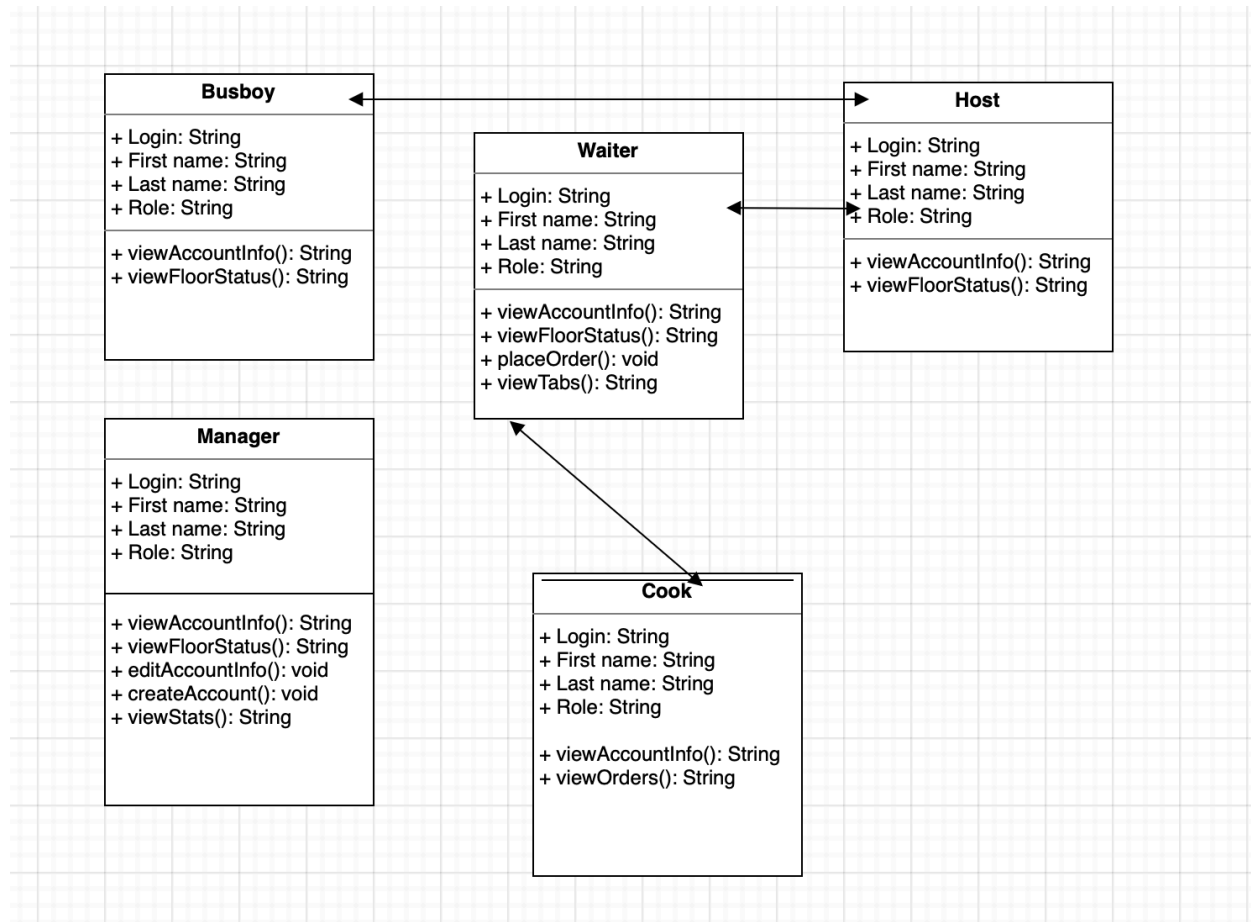 Busboy
+ Login: String
+ First name: String
+ Last name: String
+ Role: String
+ viewAccountInfo(): String
+ viewFloorStatus(): String
Waiter
+ Login: String
+ First name: String
+ Last name: String
+ Role: String
+ viewAccountInfo(): String
+ viewFloorStatus(): String
+ placeOrder(): void
+ viewTabs(): String
Host
+ Login: String
+ First name: String
+ Last name: String
+ Role: String
+ viewAccountInfo(): String
+ viewFloorStatus(): String
Manager
+ Login: String
+ First name: String
+ Last name: String
+ Role: String
+ viewAccountInfo(): String
+ viewFloorStatus(): String
+ editAccountInfo(): void
+ createAccount(): void
+ viewStats(): String
Cook
+ Login: String
+ First name: String
+ Last name: String
+ Role: String
+ viewAccountInfo(): String
+ viewOrders(): String